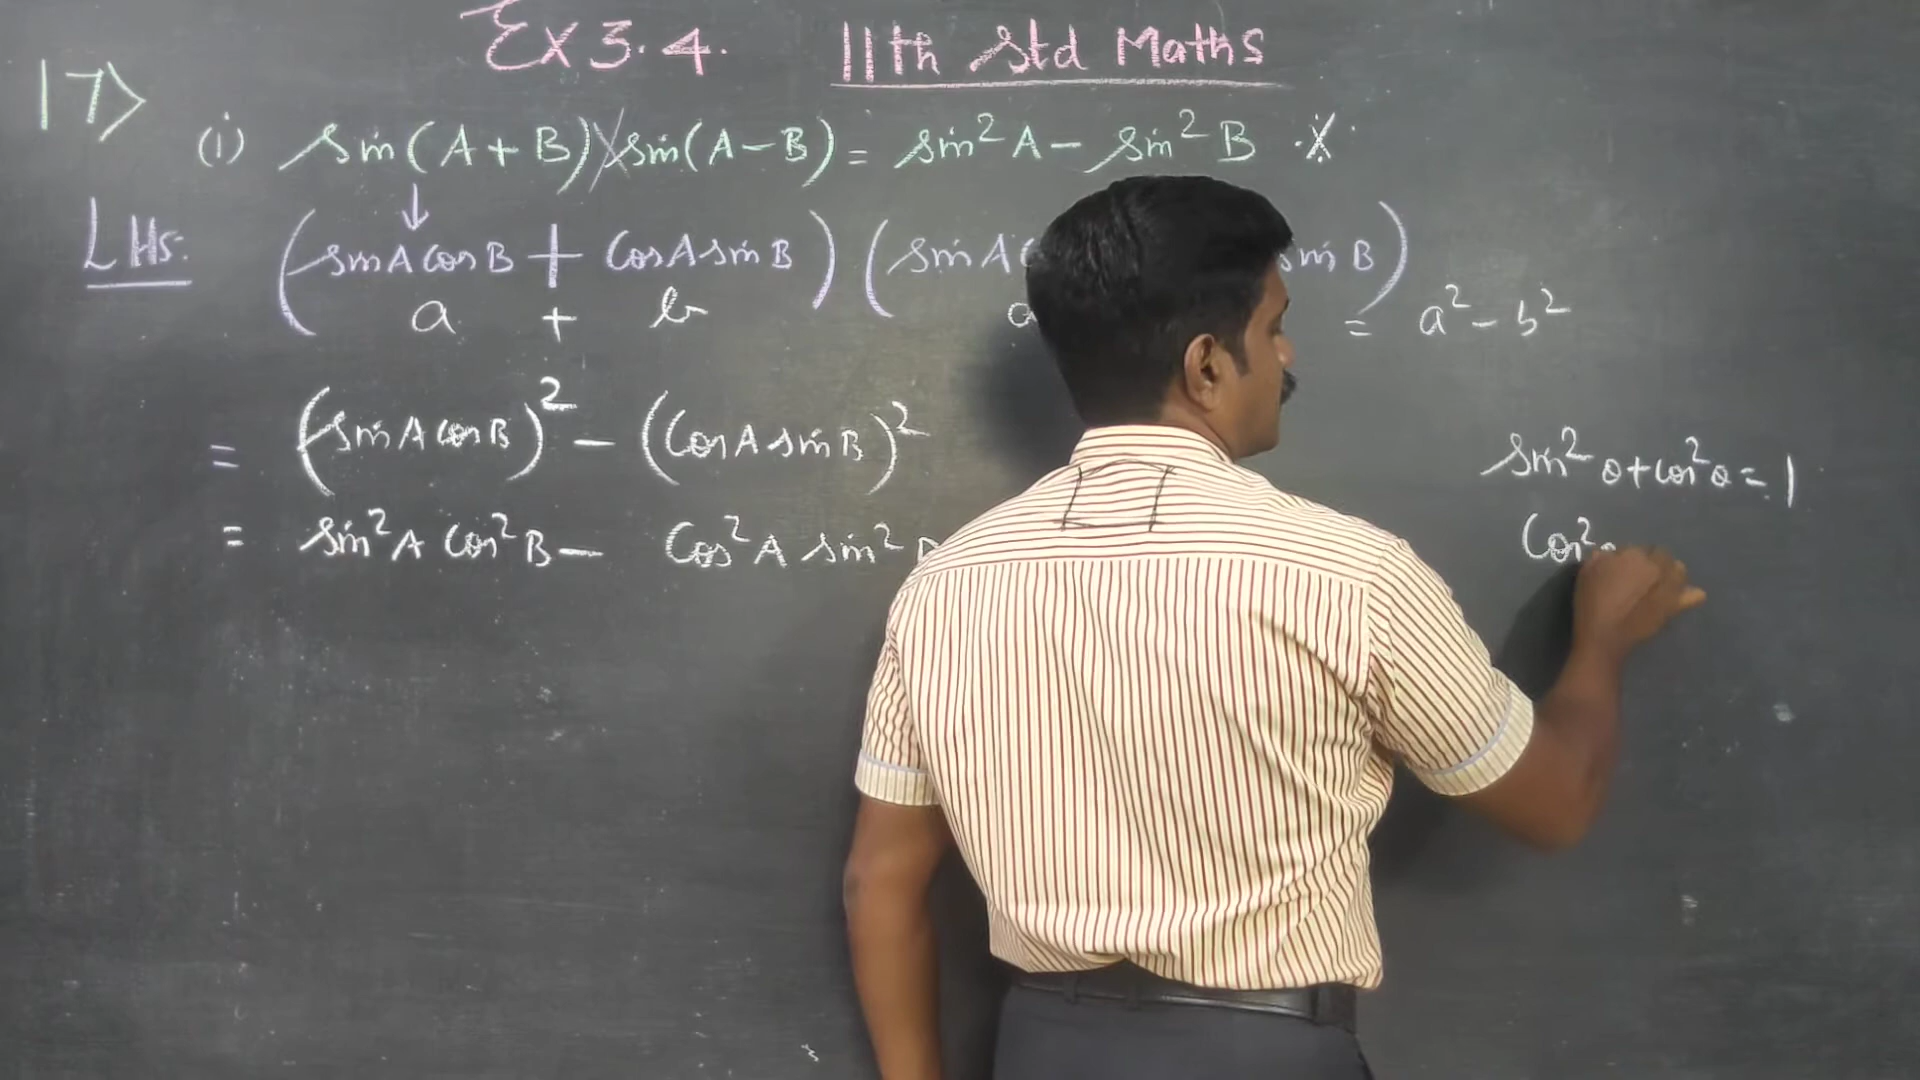 Ex 3.4. 11th Std Maths
17>
(i) sin(A+B) sin(A-B) = sin²A - sin²B
LHS: (sinA cosB + cosA sinB) (sinA sinB)
a + b = a² - b²
= (sinA cosB)² - (cosA sinB)²
sin²θ + cos²θ = 1
= sin²A cos²B - cos²A sin²
cos²